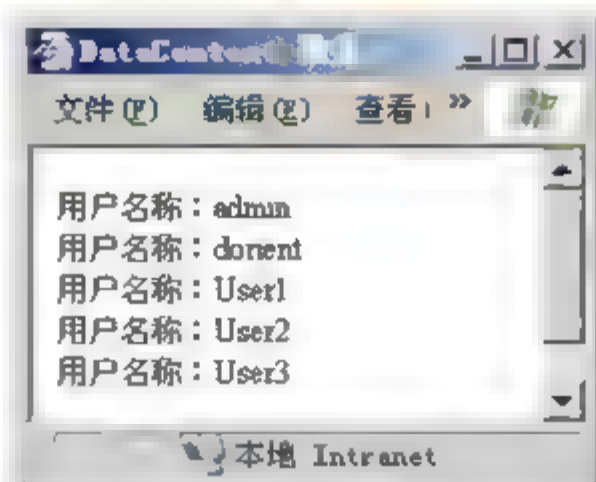 文件(F) 编辑(E) 查看 »
用户名称：admin
用户名称：donent
用户名称：User1
用户名称：User2
用户名称：User3
本地 Intranet